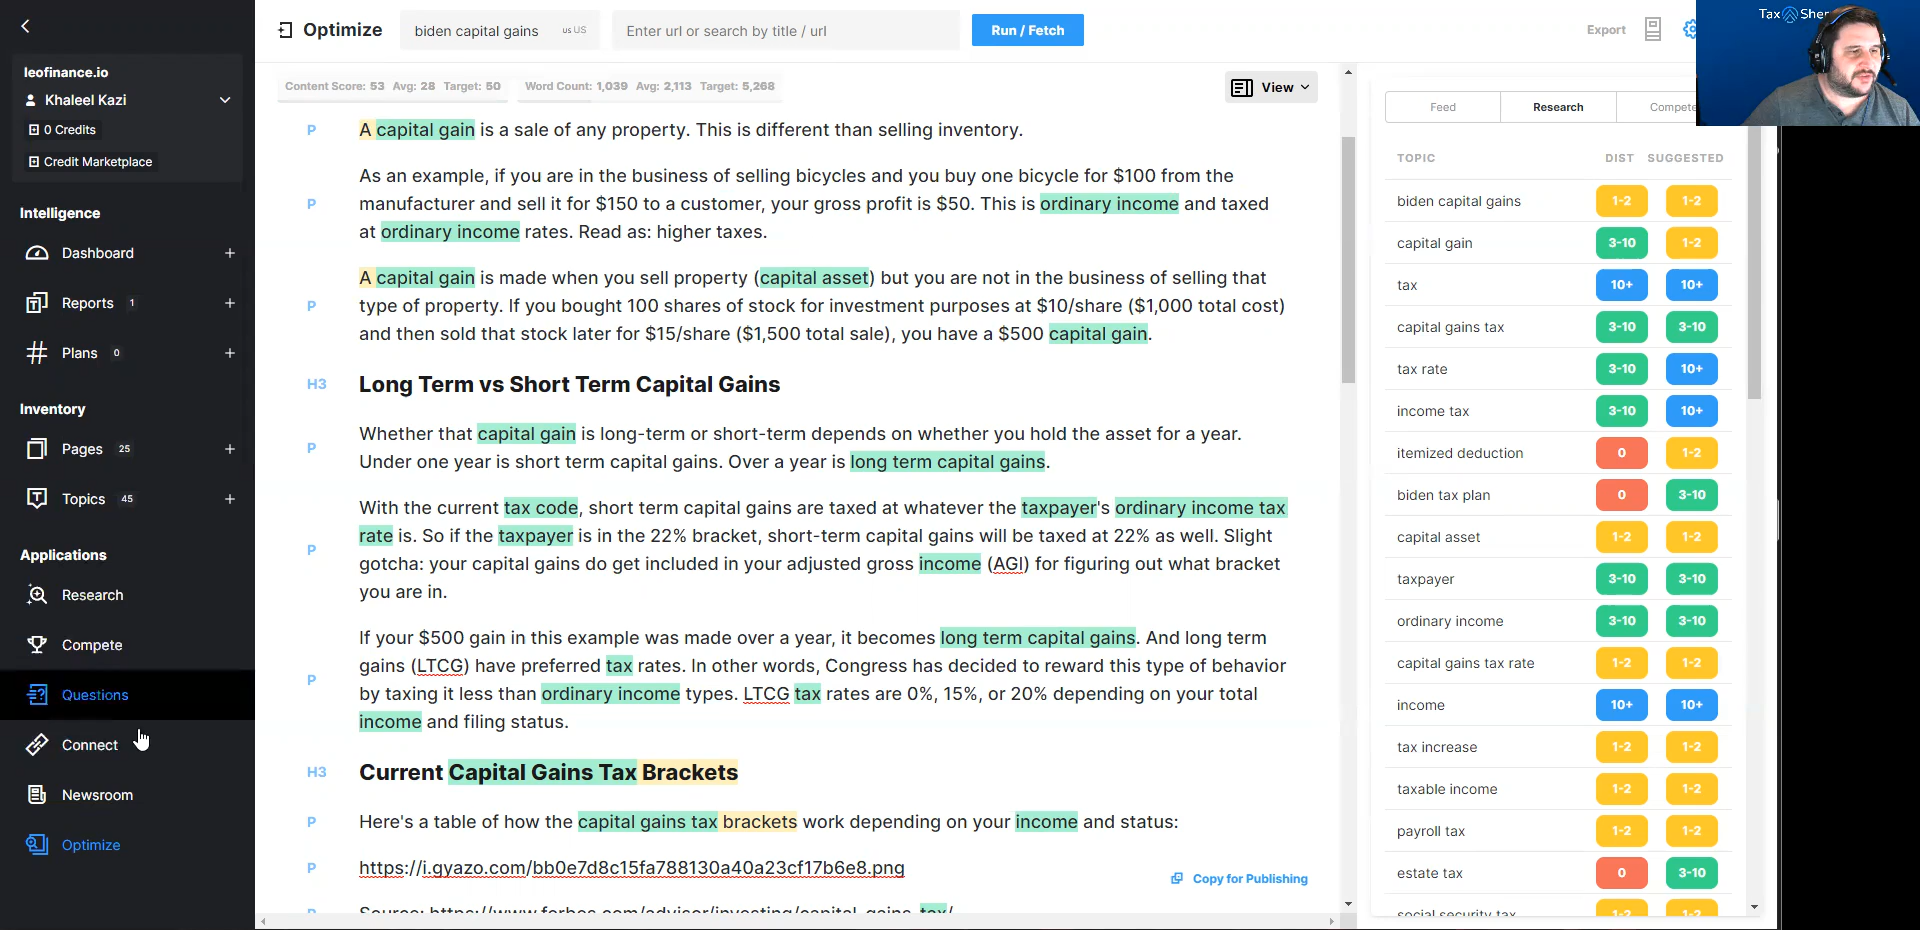 leofinance.io
Khaleel Kazi
0 Credits
Credit Marketplace
Intelligence
Dashboard +
Reports 1 +
Plans 0 +
Inventory
Pages 25 +
Topics 45 +
Applications
Research
Compete
Questions
Connect
Newsroom
Optimize
Optimize
biden capital gains us US
Enter url or search by title / url
Run / Fetch
Export
Content Score: 53 Avg: 28 Target: 50
Word Count: 1,039 Avg: 2,113 Target: 5,268
View
P A capital gain is a sale of any property. This is different than selling inventory.
As an example, if you are in the business of selling bicycles and you buy one bicycle for $100 from the
P manufacturer and sell it for $150 to a customer, your gross profit is $50. This is ordinary income and taxed
at ordinary income rates. Read as: higher taxes.
A capital gain is made when you sell property (capital asset) but you are not in the business of selling that
P type of property. If you bought 100 shares of stock for investment purposes at $10/share ($1,000 total cost)
and then sold that stock later for $15/share ($1,500 total sale), you have a $500 capital gain.
H3 Long Term vs Short Term Capital Gains
P Whether that capital gain is long-term or short-term depends on whether you hold the asset for a year.
Under one year is short term capital gains. Over a year is long term capital gains.
With the current tax code, short term capital gains are taxed at whatever the taxpayer's ordinary income tax
rate is. So if the taxpayer is in the 22% bracket, short-term capital gains will be taxed at 22% as well. Slight
P gotcha: your capital gains do get included in your adjusted gross income (AGI) for figuring out what bracket
you are in.
If your $500 gain in this example was made over a year, it becomes long term capital gains. And long term
gains (LTCG) have preferred tax rates. In other words, Congress has decided to reward this type of behavior
P by taxing it less than ordinary income types. LTCG tax rates are 0%, 15%, or 20% depending on your total
income and filing status.
H3 Current Capital Gains Tax Brackets
P Here's a table of how the capital gains tax brackets work depending on your income and status:
P https://i.gyazo.com/bb0e7d8c15fa788130a40a23cf17b6e8.png
Copy for Publishing
P Source: https://www.forbes.com/advisor/investing/capital-gains-tax/
Feed Research Compete
TOPIC DIST SUGGESTED
biden capital gains 1-2 1-2
capital gain 3-10 1-2
tax 10+ 10+
capital gains tax 3-10 3-10
tax rate 3-10 10+
income tax 3-10 10+
itemized deduction 0 1-2
biden tax plan 0 3-10
capital asset 1-2 1-2
taxpayer 3-10 3-10
ordinary income 3-10 3-10
capital gains tax rate 1-2 1-2
income 10+ 10+
tax increase 1-2 1-2
taxable income 1-2 1-2
payroll tax 1-2 1-2
estate tax 0 3-10
social security tax 1-2 1-2
Tax Sher